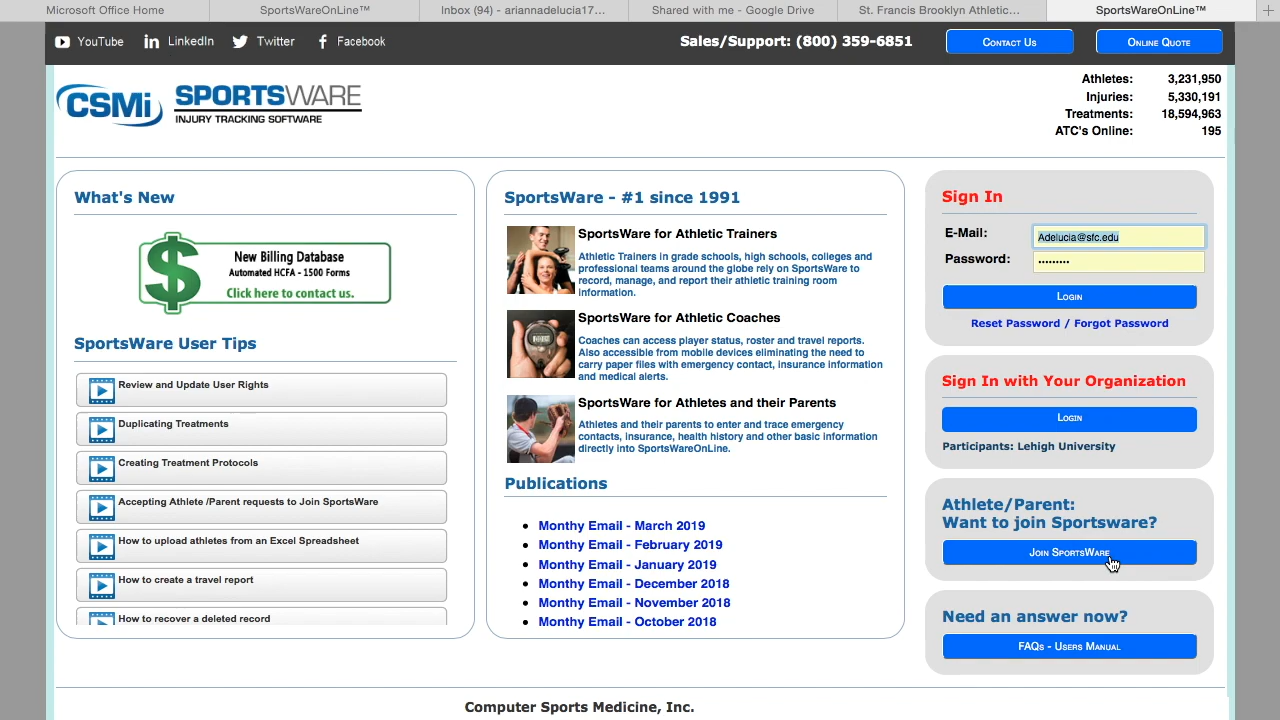 Microsoft Office Home
SportsWareOnLine™
Inbox (94) - ariannadelucia17...
Shared with me - Google Drive
St. Francis Brooklyn Athletic...
SportsWareOnLine™
YouTube
LinkedIn
Twitter
Facebook
Sales/Support: (800) 359-6851
Contact Us
Online Quote
CSMi
SPORTSWARE
INJURY TRACKING SOFTWARE
Athletes: 3,231,950
Injuries: 5,330,191
Treatments: 18,594,963
ATC's Online: 195
What's New
New Billing Database
Automated HCFA - 1500 Forms
Click here to contact us.
SportsWare User Tips
Review and Update User Rights
Duplicating Treatments
Creating Treatment Protocols
Accepting Athlete /Parent requests to Join SportsWare
How to upload athletes from an Excel Spreadsheet
How to create a travel report
How to recover a deleted record
SportsWare - #1 since 1991
SportsWare for Athletic Trainers
Athletic Trainers in grade schools, high schools, colleges and
professional teams around the globe rely on SportsWare to
record, manage, and report their athletic training room
information.
SportsWare for Athletic Coaches
Coaches can access player status, roster and travel reports.
Also accessible from mobile devices eliminating the need to
carry paper files with emergency contact, insurance information
and medical alerts.
SportsWare for Athletes and their Parents
Athletes and their parents to enter and trace emergency
contacts, insurance, health history and other basic information
directly into SportsWareOnLine.
Publications
Monthy Email - March 2019
Monthy Email - February 2019
Monthy Email - January 2019
Monthy Email - December 2018
Monthy Email - November 2018
Monthy Email - October 2018
Sign In
E-Mail: Adelucia@sfc.edu
Password: •••••••••
Login
Reset Password / Forgot Password
Sign In with Your Organization
Login
Participants: Lehigh University
Athlete/Parent:
Want to join Sportsware?
Join SportsWare
Need an answer now?
FAQs - Users Manual
Computer Sports Medicine, Inc.